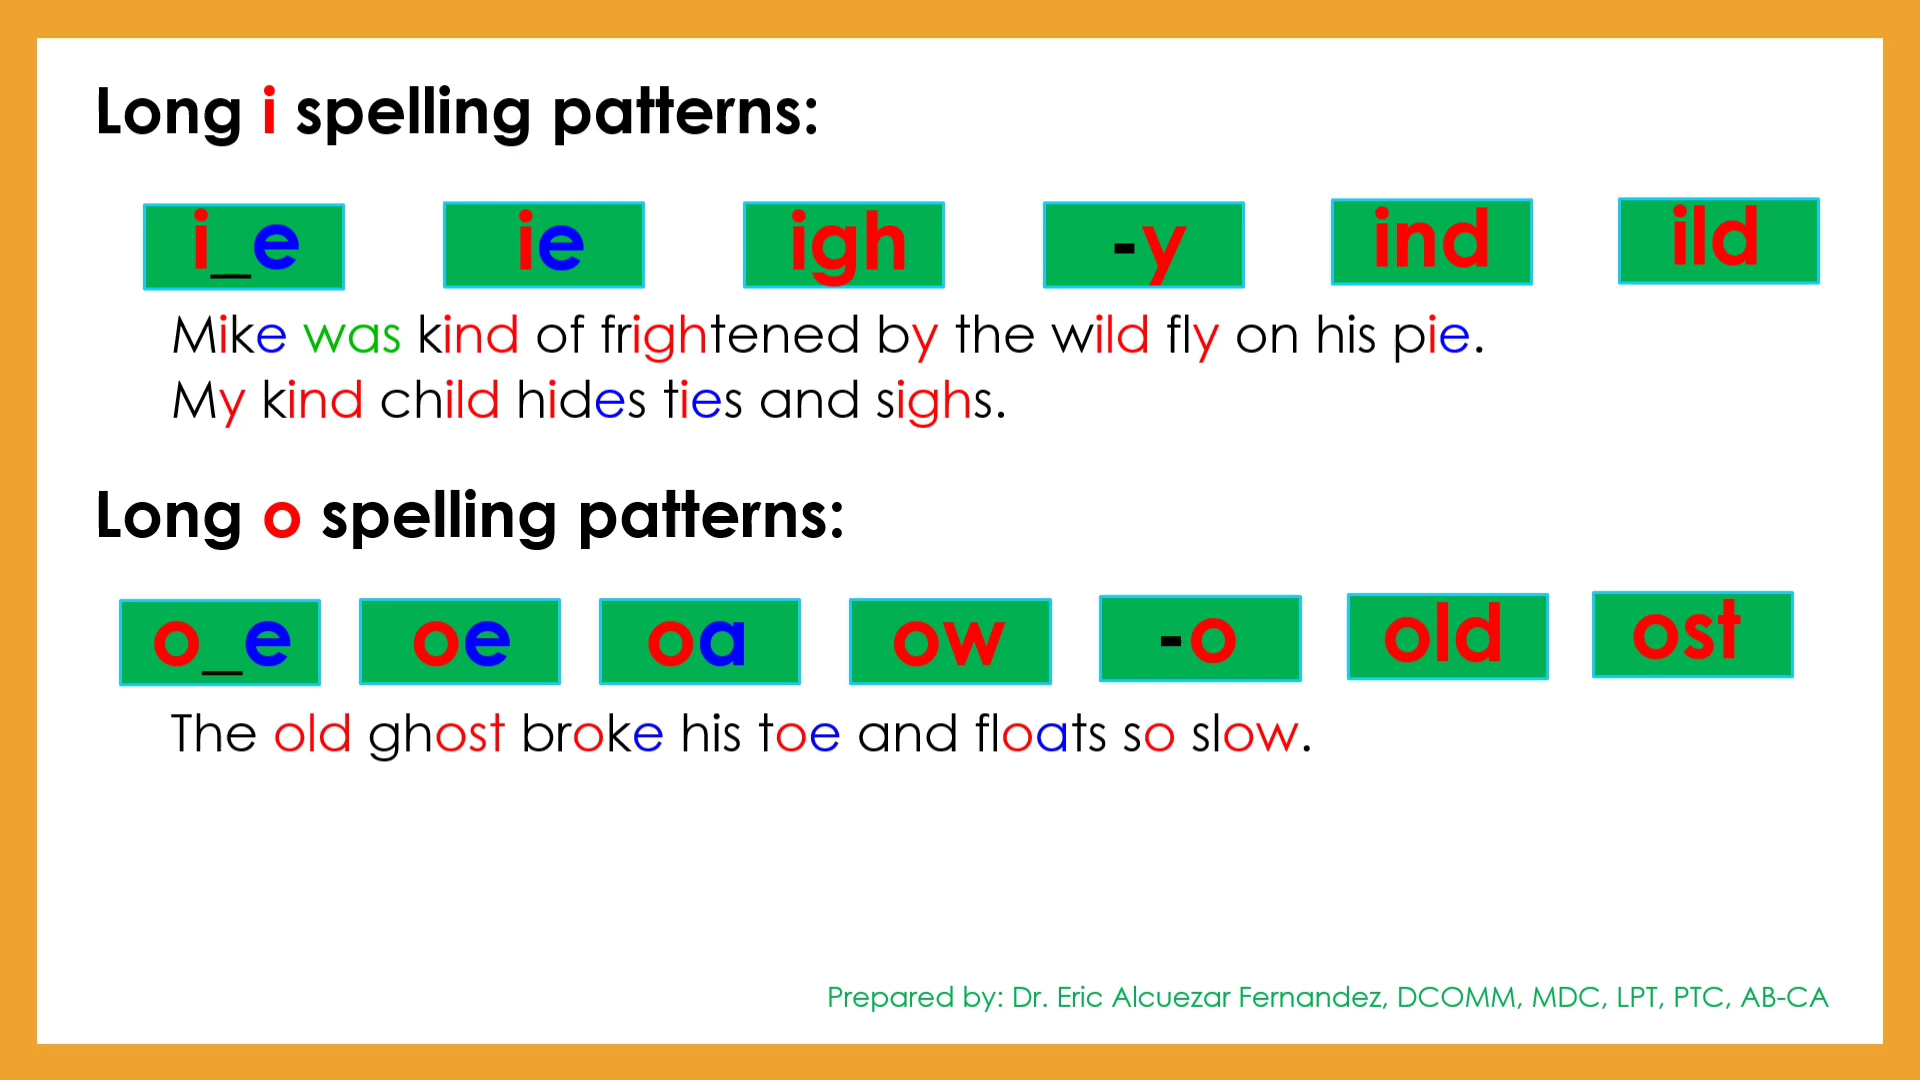 Long i spelling patterns:
i_e ie igh -y ind ild
Mike was kind of frightened by the wild fly on his pie.
My kind child hides ties and sighs.
Long o spelling patterns:
o_e oe oa ow -o old ost
The old ghost broke his toe and floats so slow.
Prepared by: Dr. Eric Alcuezar Fernandez, DCOMM, MDC, LPT, PTC, AB-CA